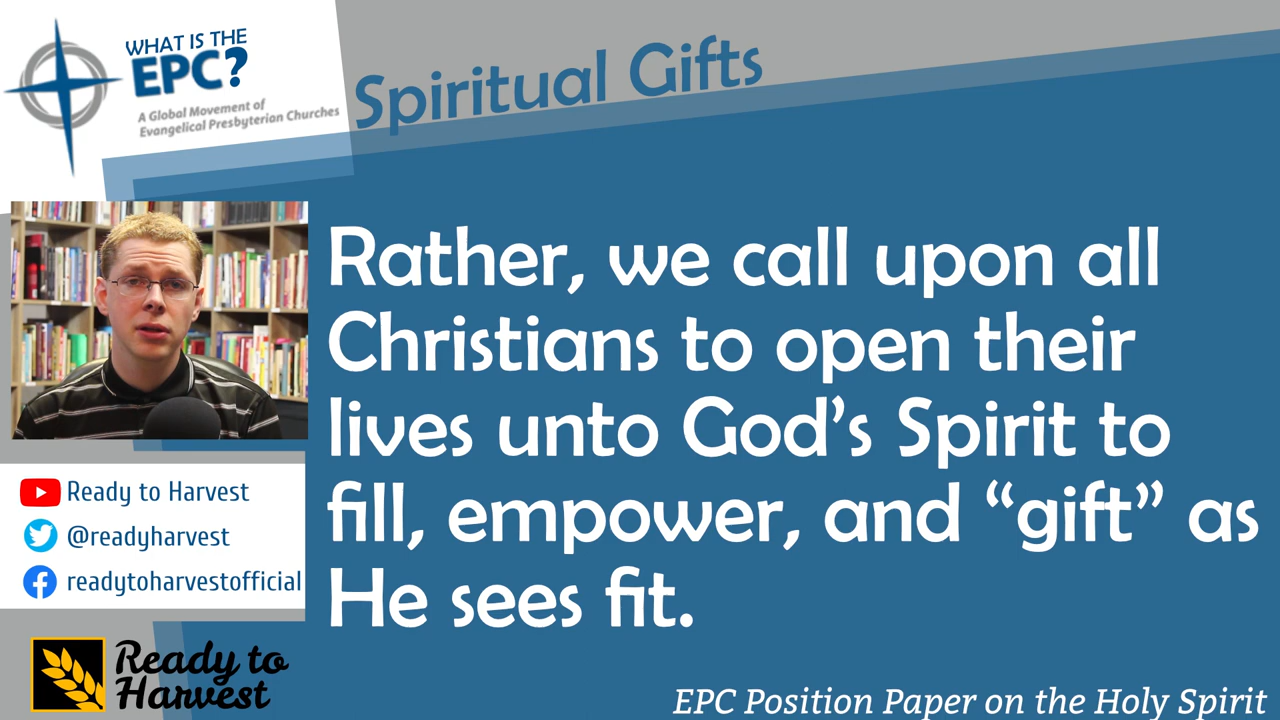 WHAT IS THE
EPC?
A Global Movement of
Evangelical Presbyterian Churches
Spiritual Gifts
Rather, we call upon all
Christians to open their
lives unto God’s Spirit to
fill, empower, and “gift” as
He sees fit.
Ready to Harvest
@readyharvest
readytoharvestofficial
Ready to
Harvest
EPC Position Paper on the Holy Spirit